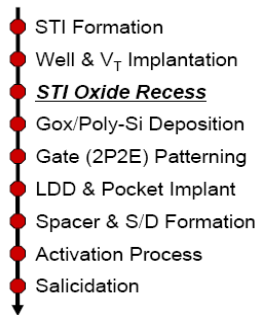 STI Formation
Well & VT Implantation
STI Oxide Recess
Gox/Poly-Si Deposition
Gate (2P2E) Patterning
LDD & Pocket Implant
Spacer & S/D Formation
Activation Process
Salicidation